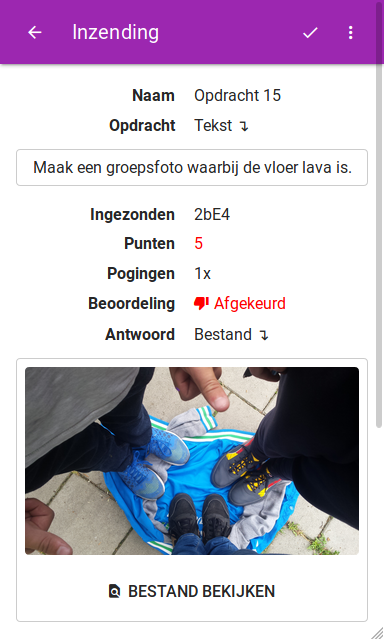 Inzending
Naam Opdracht 15
Opdracht Tekst ↴
Maak een groepsfoto waarbij de vloer lava is.
Ingezonden 2bE4
Punten 5
Pogingen 1x
Beoordeling Afgekeurd
Antwoord Bestand ↴
BESTAND BEKIJKEN